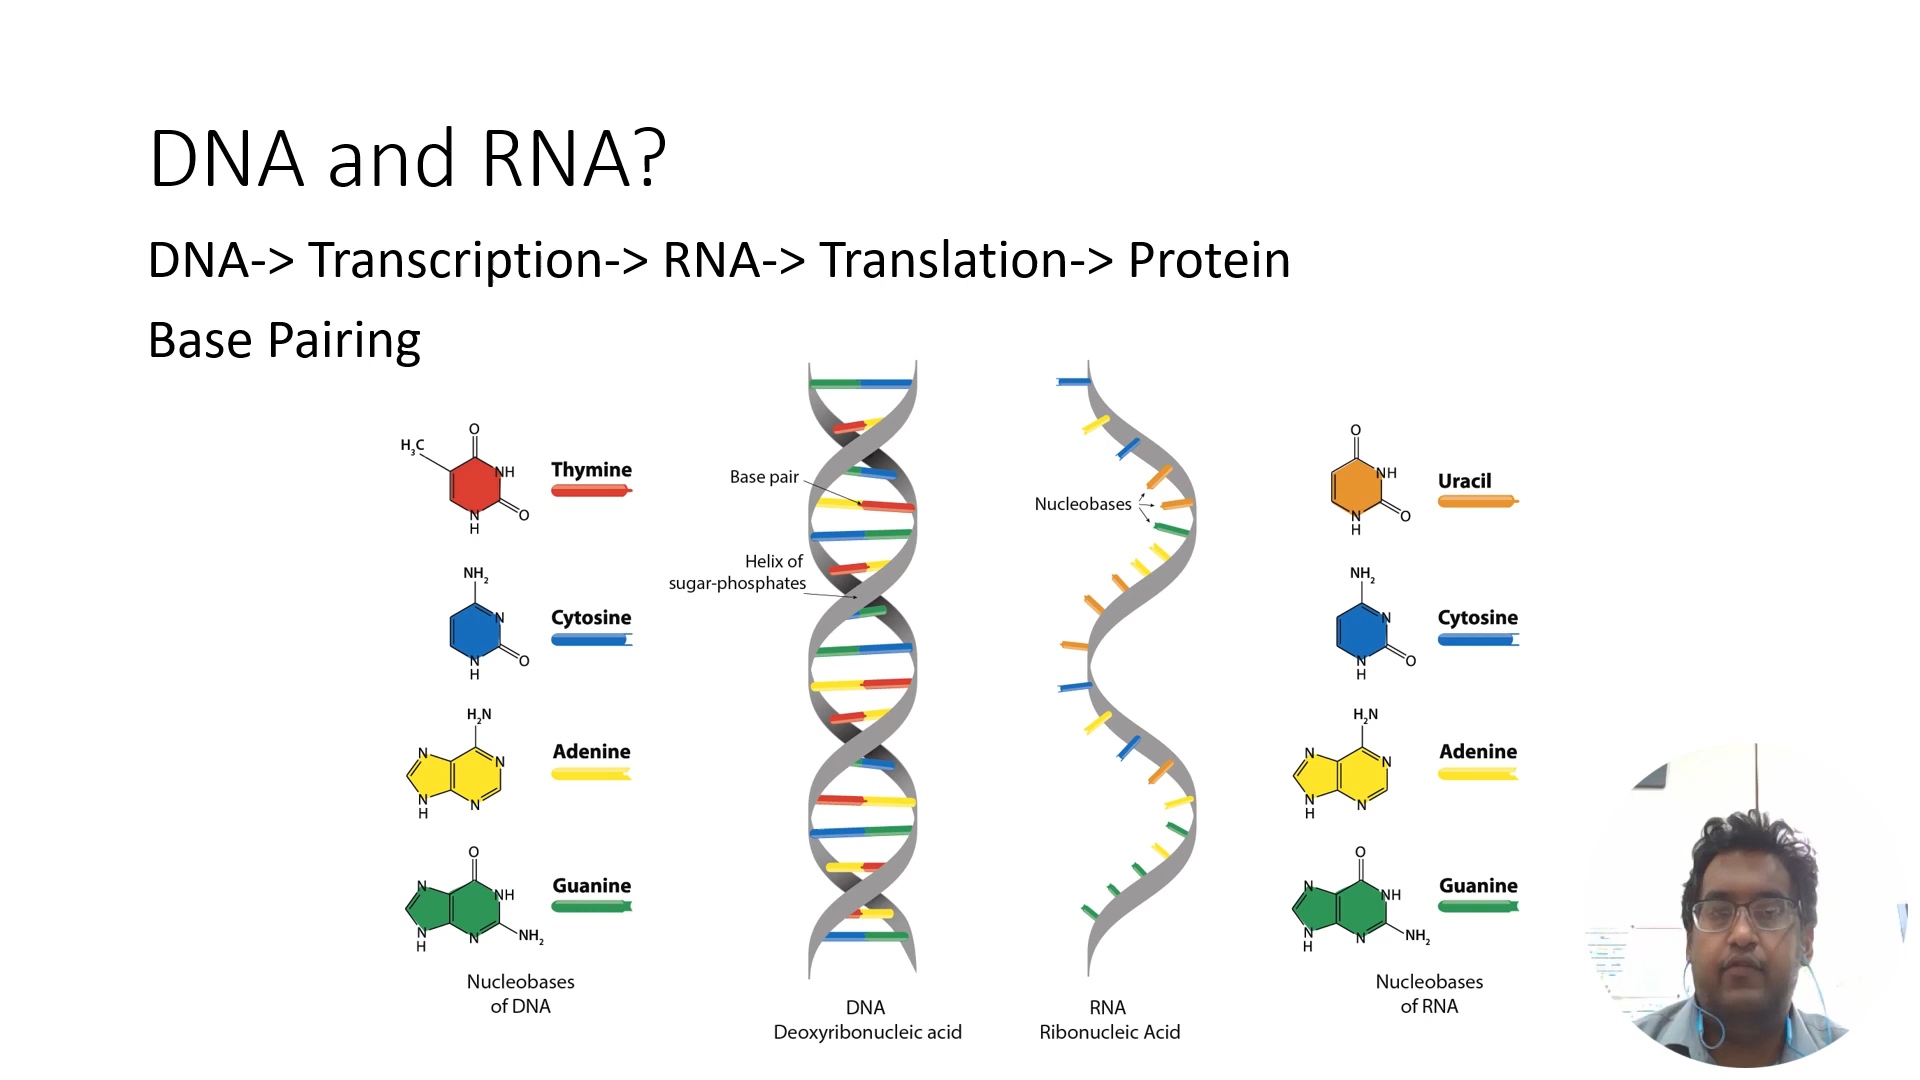 DNA and RNA?
DNA-> Transcription-> RNA-> Translation-> Protein
Base Pairing
O
H₃C
NH
O
N
H
Thymine
NH₂
N
O
N
H
Cytosine
H₂N
N
N
N
H
N
Adenine
O
N
NH
N
H
N
NH₂
Guanine
Nucleobases
of DNA
Base pair
Helix of
sugar-phosphates
DNA
Deoxyribonucleic acid
Nucleobases
RNA
Ribonucleic Acid
O
NH
O
N
H
Uracil
NH₂
N
O
N
H
Cytosine
H₂N
N
N
N
H
N
Adenine
O
N
NH
N
H
N
NH₂
Guanine
Nucleobases
of RNA